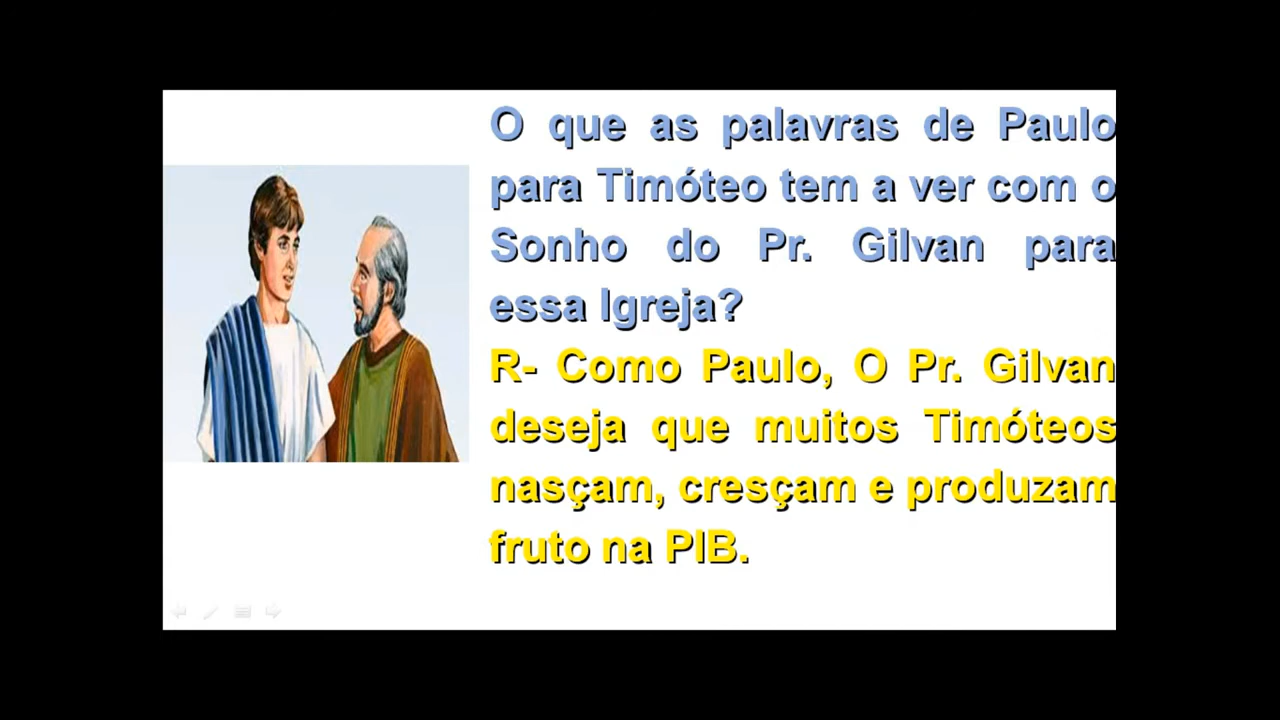 O que as palavras de Paulo
para Timóteo tem a ver com o
Sonho do Pr. Gilvan para
essa Igreja?
R- Como Paulo, O Pr. Gilvan
deseja que muitos Timóteos
nasçam, cresçam e produzam
fruto na PIB.